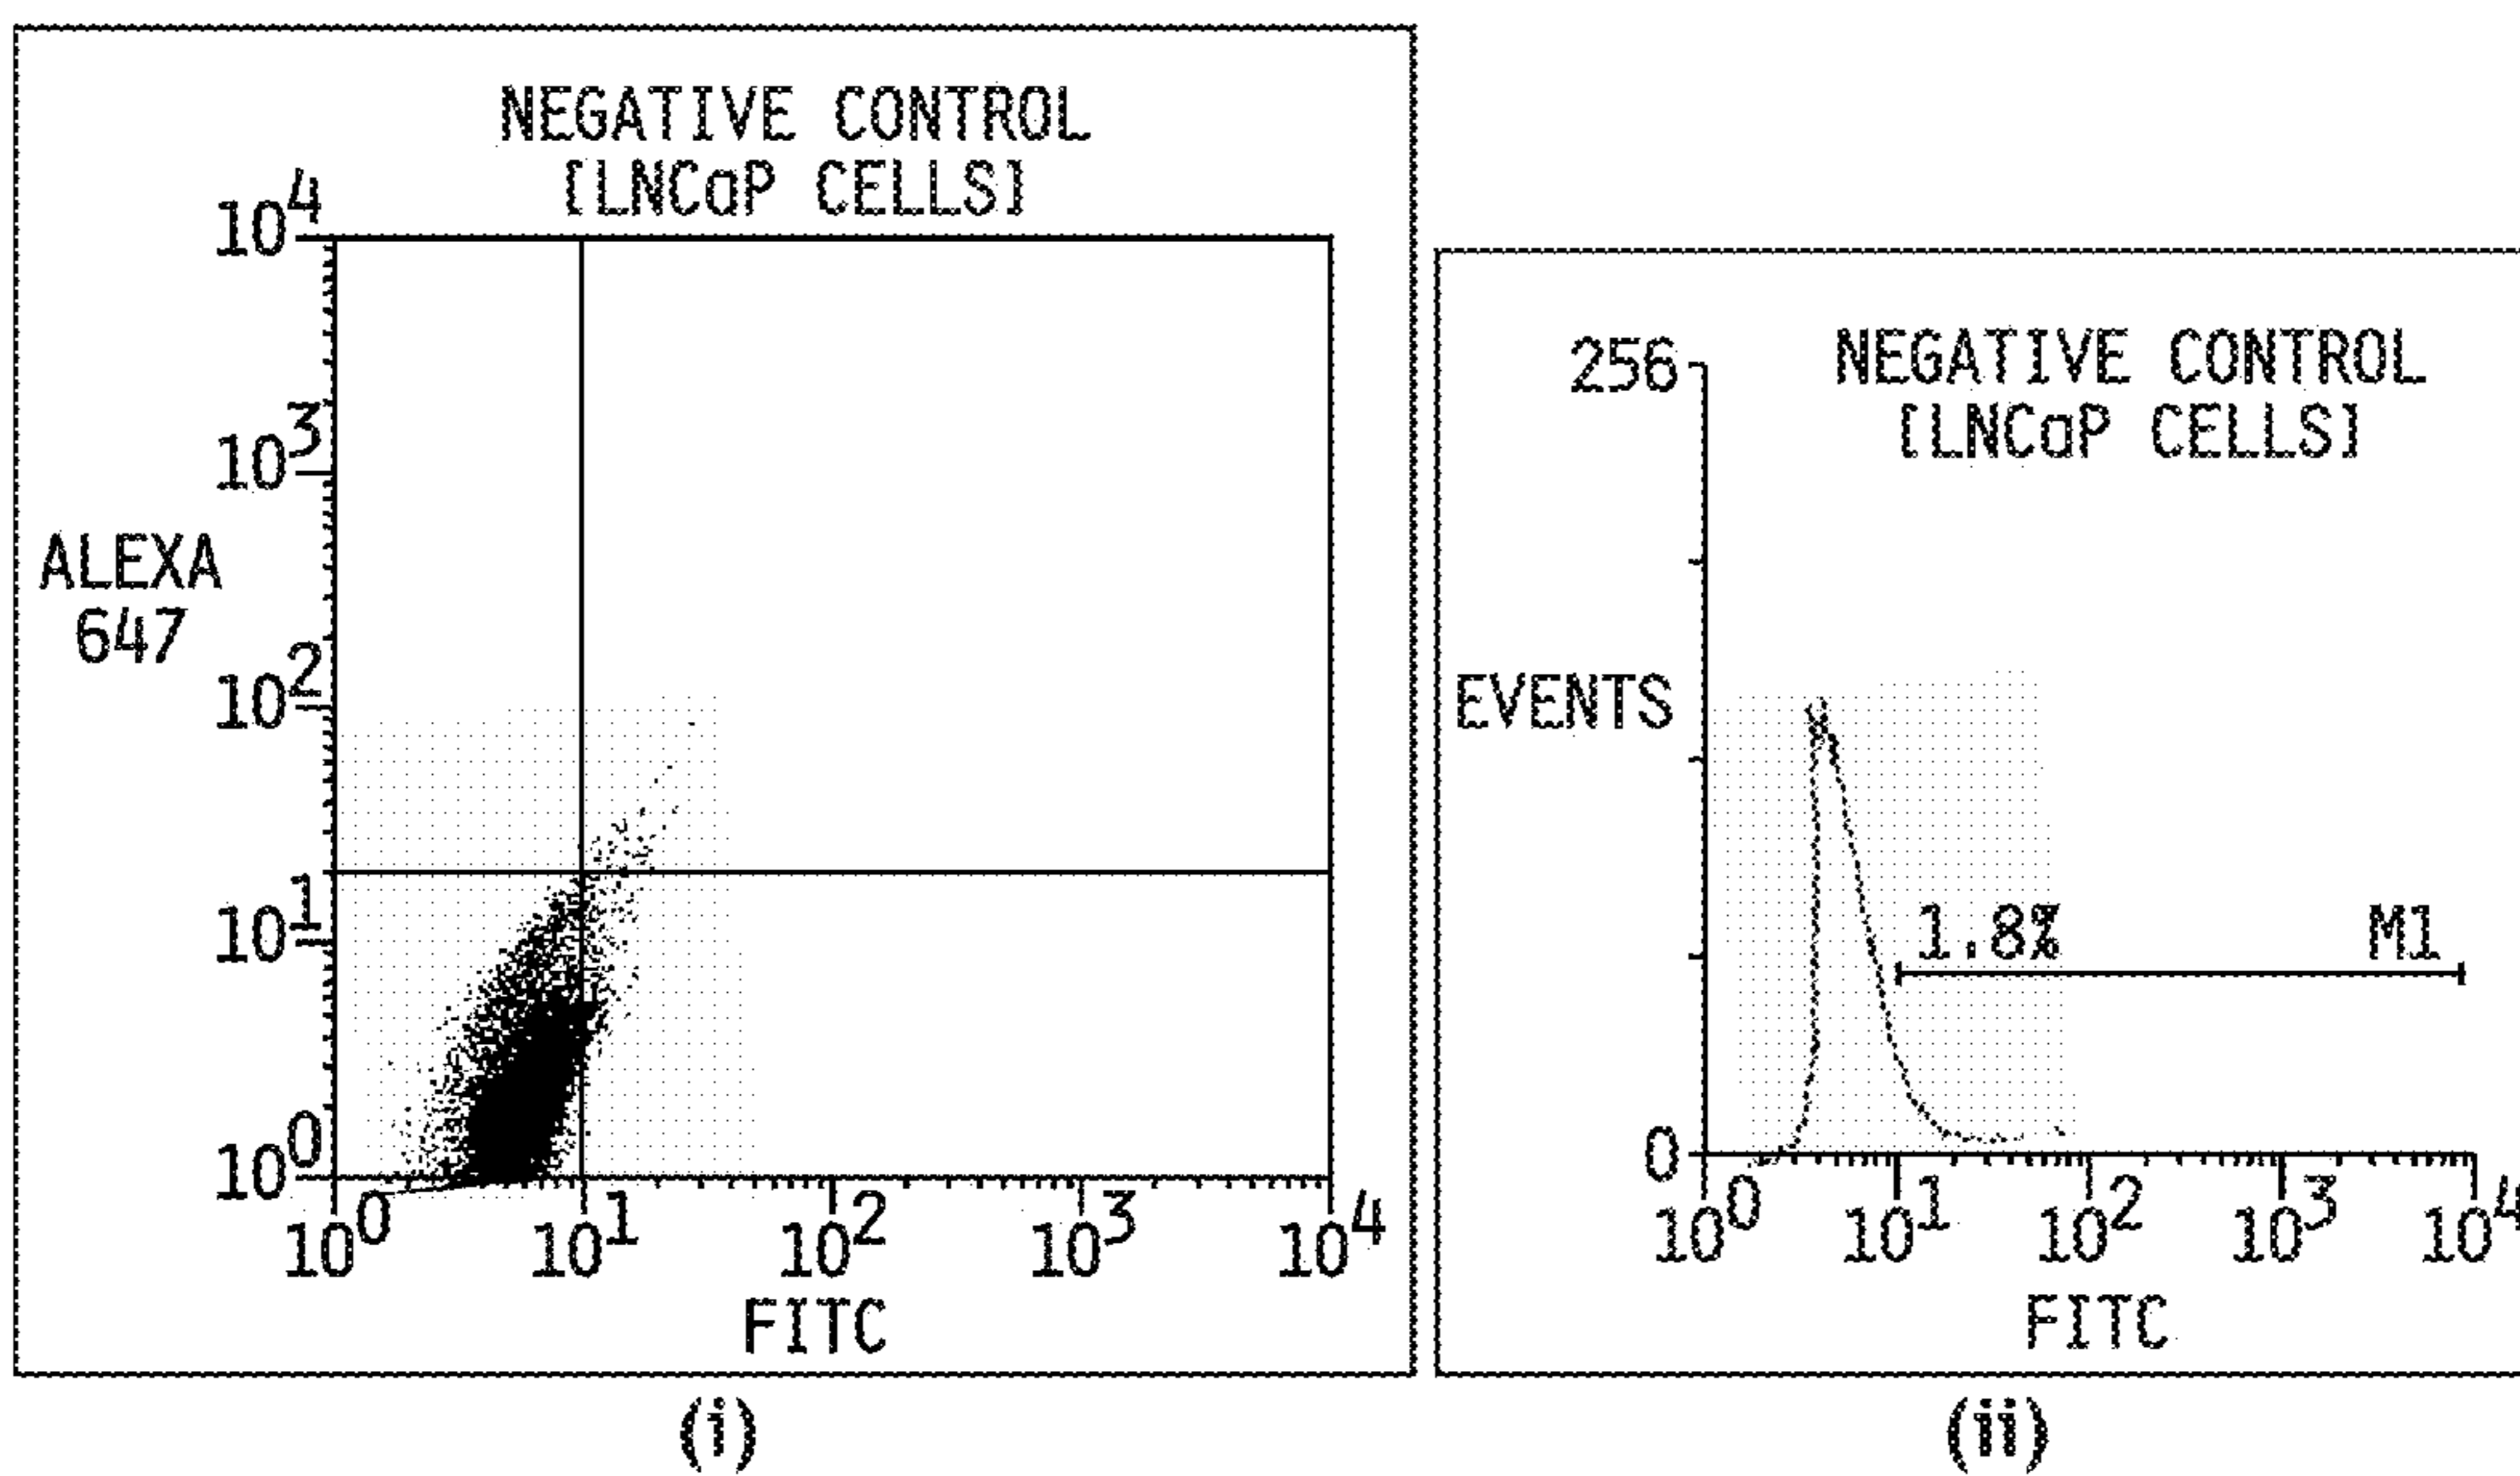 NEGATIVE CONTROL
[LNCaP CELLS]
10^4
10^3
ALEXA
647
10^2
10^1
10^0
10^0 10^1 10^2 10^3 10^4
FITC
(i)
NEGATIVE CONTROL
[LNCaP CELLS]
256
EVENTS
1.8% M1
0
10^0 10^1 10^2 10^3 10^4
FITC
(ii)